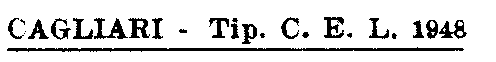 CAGLIARI - Tip. C. E. L. 1948